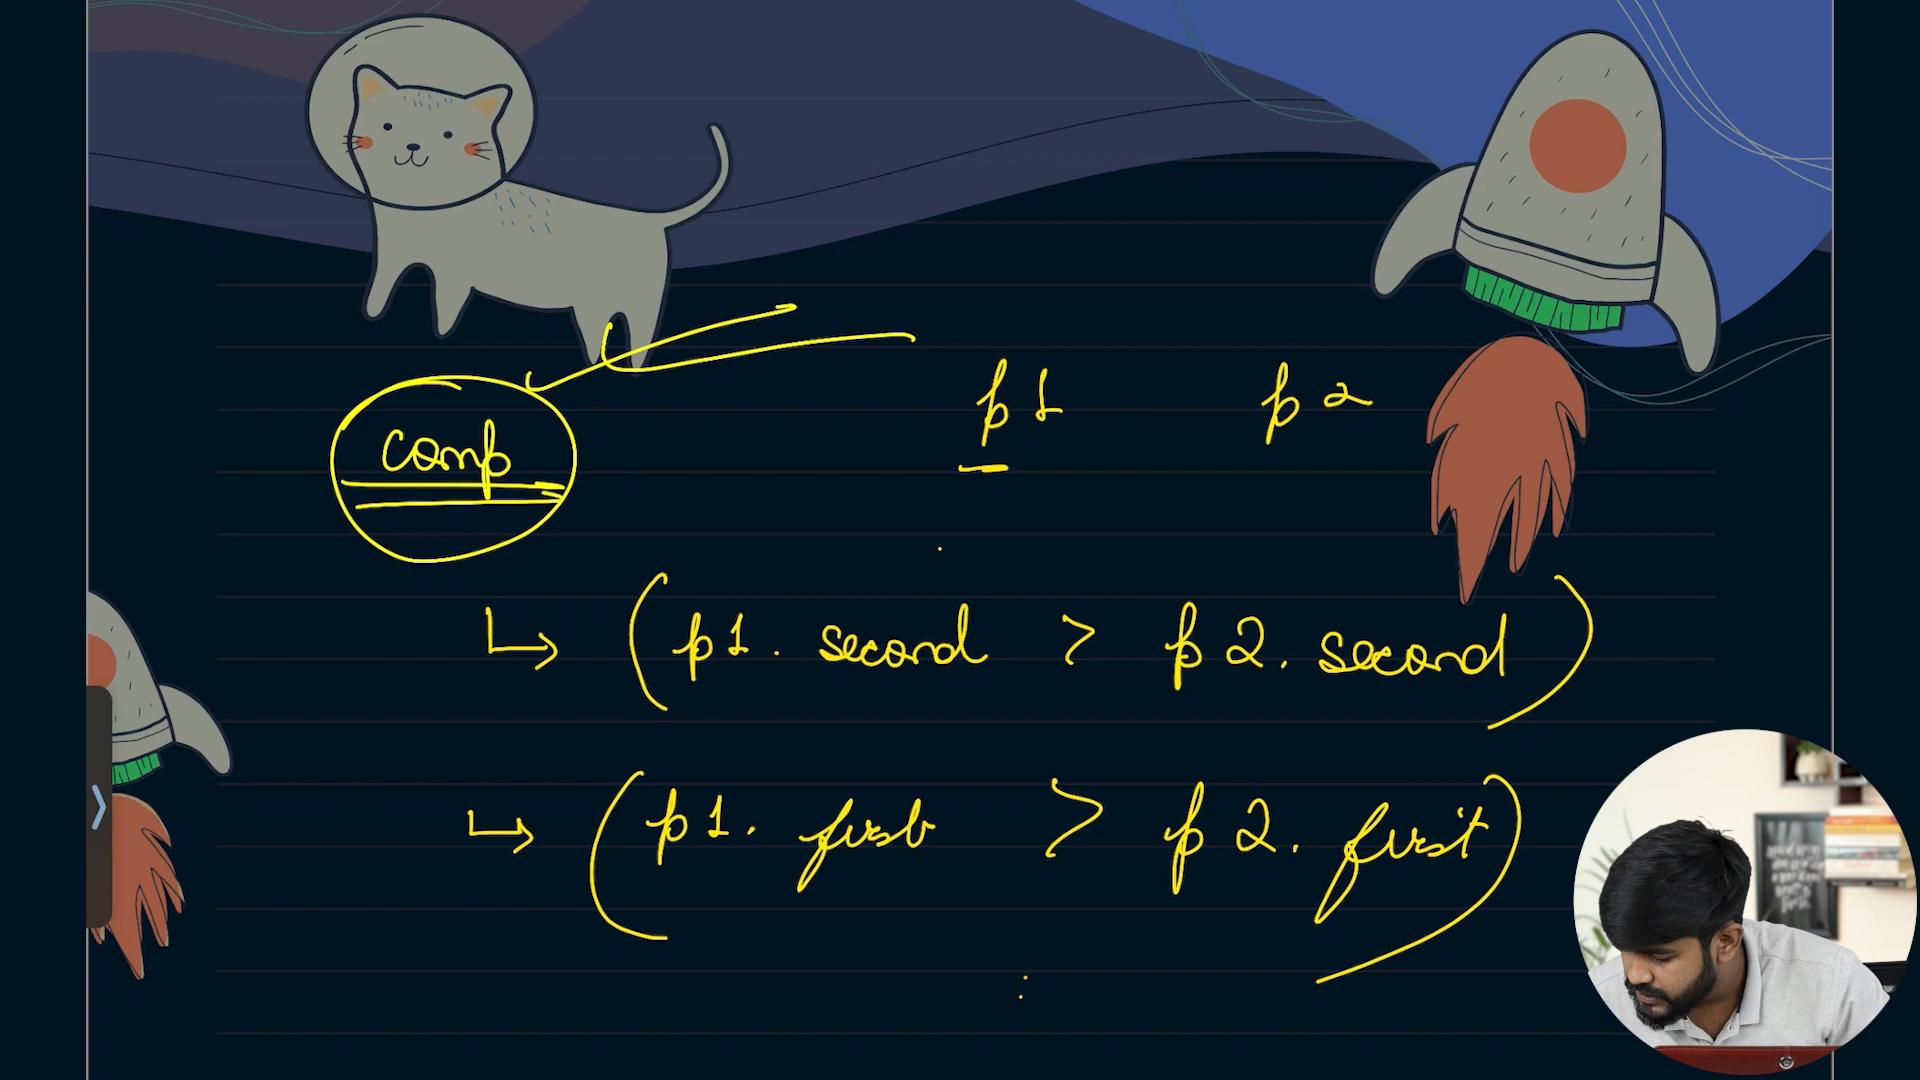 p1 p2
comp
↳ (p1. second > p2. second)
↳ (p1. first > p2. first)